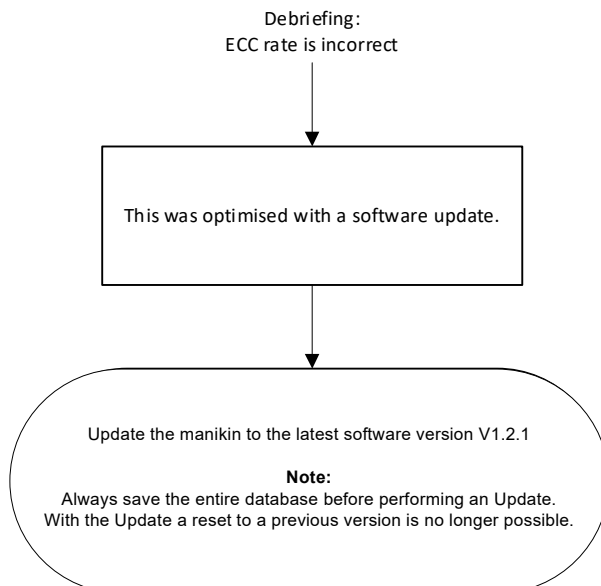 Debriefing:
ECC rate is incorrect
This was optimised with a software update.
Update the manikin to the latest software version V1.2.1
Note:
Always save the entire database before performing an Update.
With the Update a reset to a previous version is no longer possible.